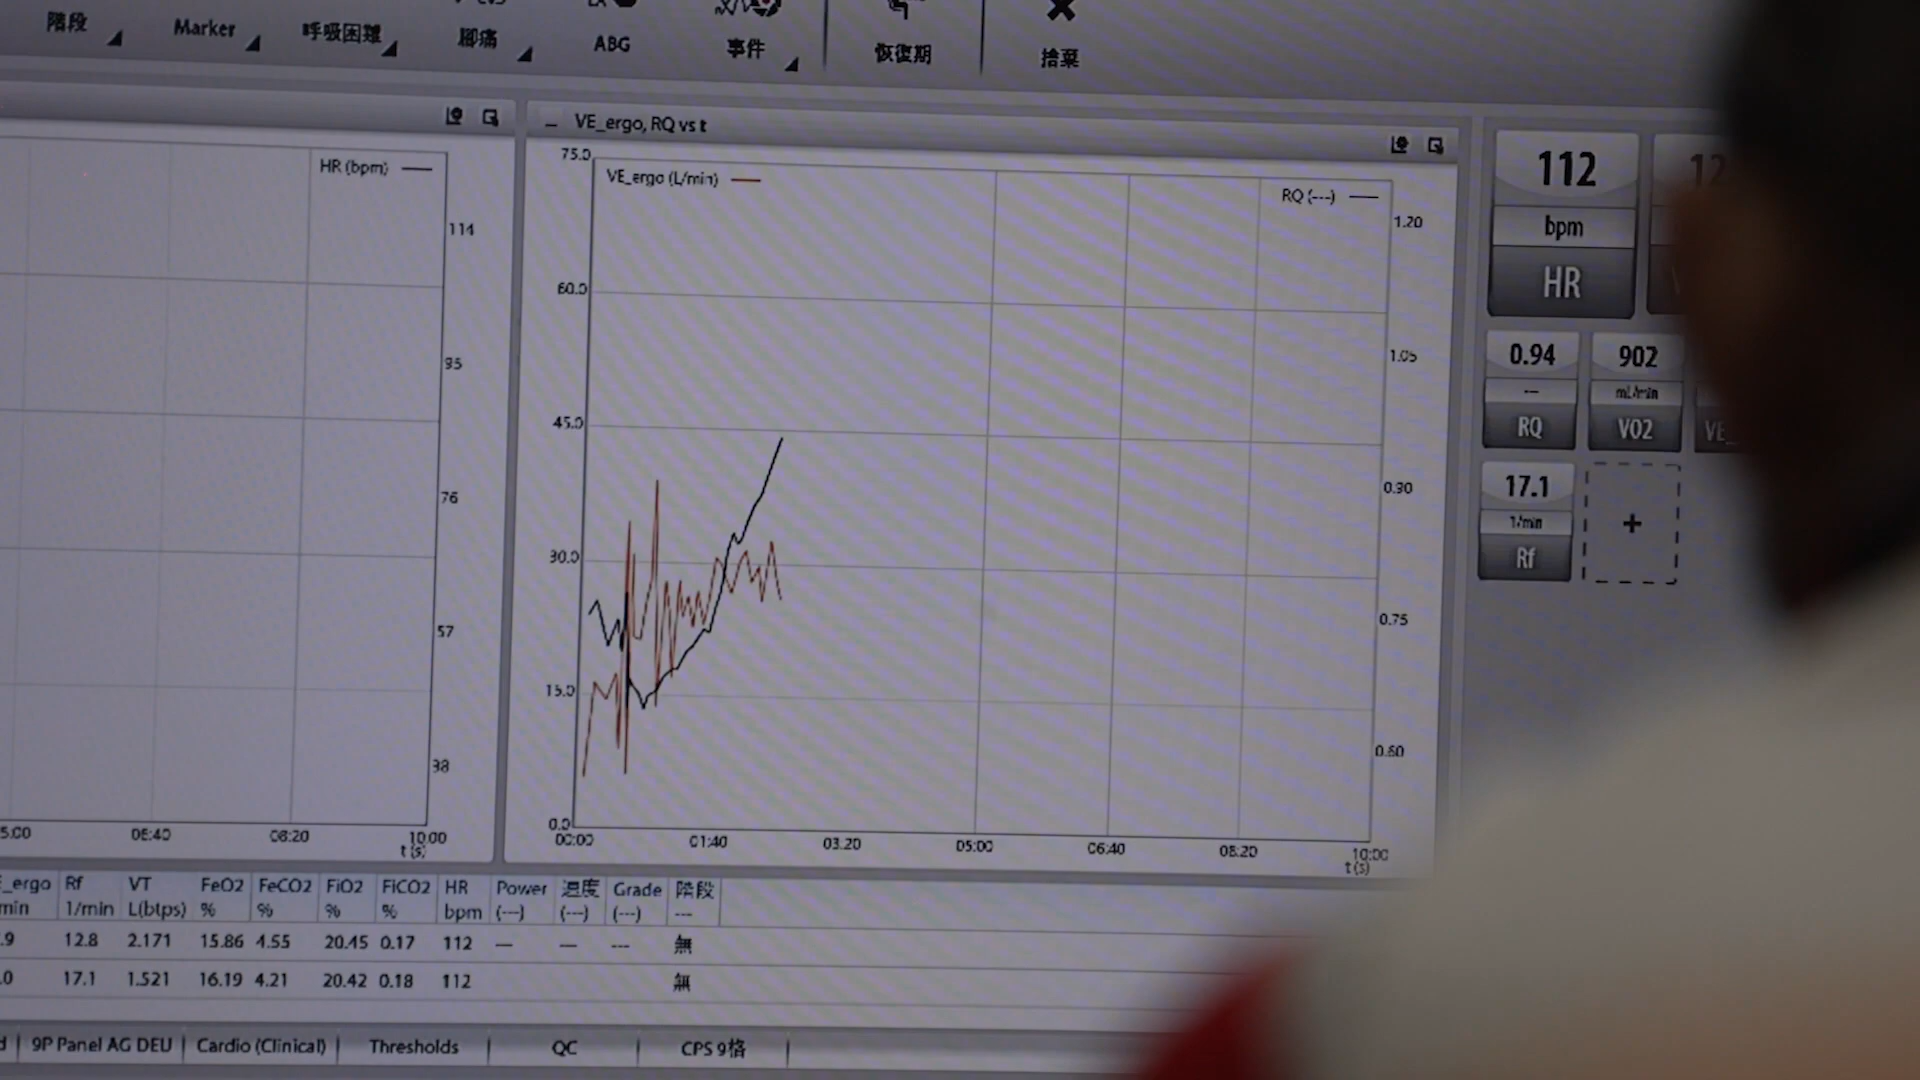 階段 Marker 呼吸困難 腳痛 ABG 事件 恢復期 捨棄
HR (bpm)
114
95
76
57
38
5:00 06:40 08:20 10:00
t (s)
VE_ergo, RQ vs t
VE_ergo (L/min)
RQ (---)
75.0
60.0
45.0
30.0
15.0
0.0
1.20
1.05
0.90
0.75
0.60
00:00 01:40 03:20 05:00 06:40 08:20 10:00
t (s)
112
bpm
HR
12
0.94
---
RQ
902
mL/min
VO2
VE_
17.1
1/min
Rf
+
_ergo Rf VT FeO2 FeCO2 FiO2 FiCO2 HR Power 速度 Grade 階段
min 1/min L(btps) % % % % bpm (---) (---) (---) ---
.9 12.8 2.171 15.86 4.55 20.45 0.17 112 --- --- --- 無
.0 17.1 1.521 16.19 4.21 20.42 0.18 112 無
9P Panel AG DEU Cardio (Clinical) Thresholds QC CPS 9格